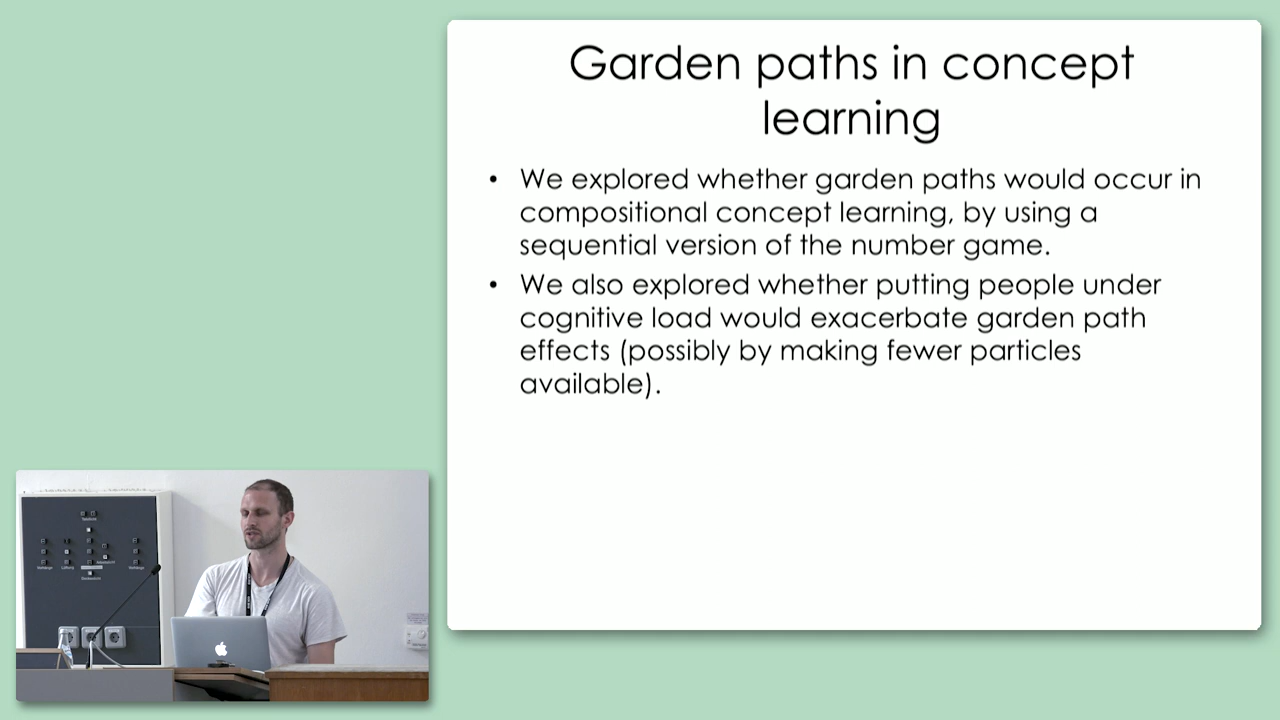 Garden paths in concept
learning
• We explored whether garden paths would occur in
compositional concept learning, by using a
sequential version of the number game.
• We also explored whether putting people under
cognitive load would exacerbate garden path
effects (possibly by making fewer particles
available).